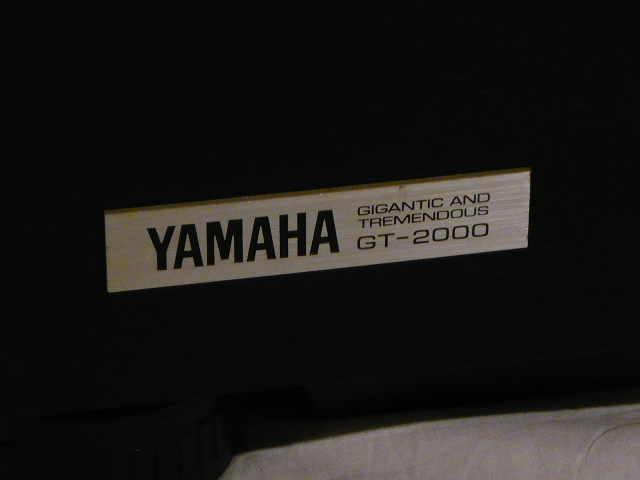 YAMAHA
GIGANTIC AND
TREMENDOUS
GT-2000